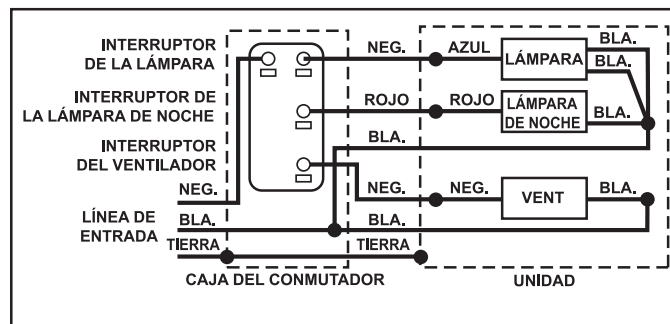 INTERRUPTOR
DE LA LÁMPARA
INTERRUPTOR DE
LA LÁMPARA DE NOCHE
INTERRUPTOR
DEL VENTILADOR
NEG.
LÍNEA DE
ENTRADA
BLA.
TIERRA
CAJA DEL CONMUTADOR
NEG.
ROJO
BLA.
NEG.
BLA.
TIERRA
AZUL
LÁMPARA
BLA.
BLA.
ROJO
LÁMPARA
DE NOCHE
BLA.
NEG.
VENT
BLA.
UNIDAD